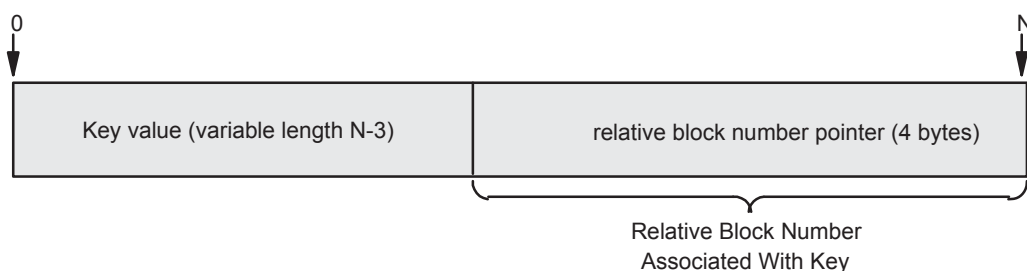 0
N
Key value (variable length N-3)
relative block number pointer (4 bytes)
Relative Block Number
Associated With Key